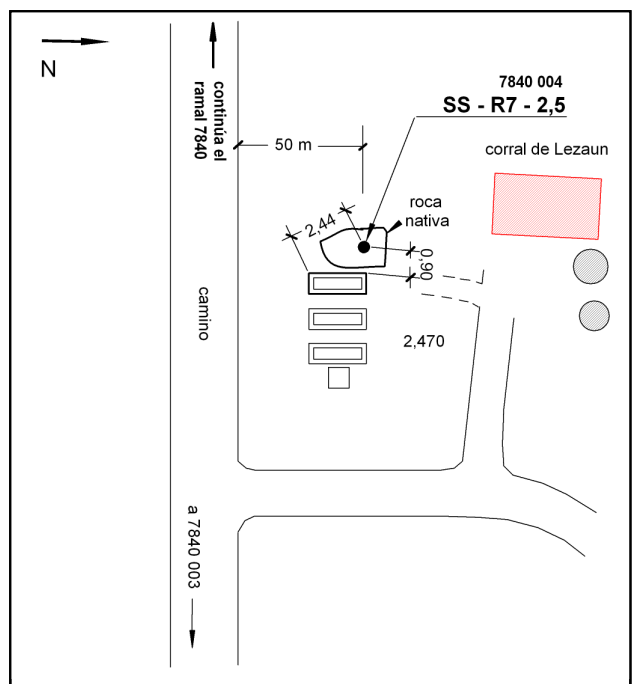 N
continúa el
ramal 7840
7840 004
SS - R7 - 2,5
50 m
corral de Lezaun
roca
nativa
2,44
0,90
camino
2,470
a 7840 003